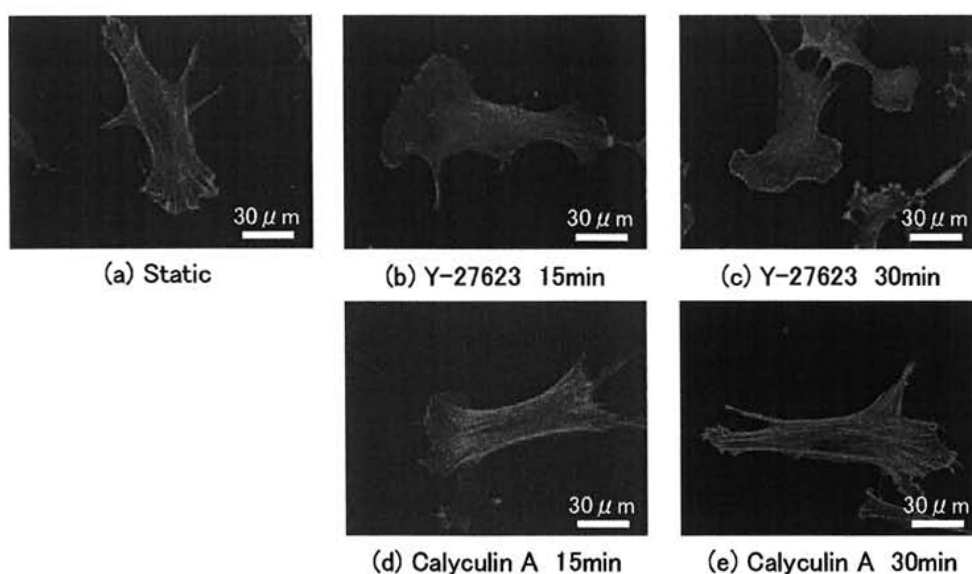 30 μm
30 μm
30 μm
(a) Static
(b) Y-27623 15min
(c) Y-27623 30min
30 μm
30 μm
(d) Calyculin A 15min
(e) Calyculin A 30min